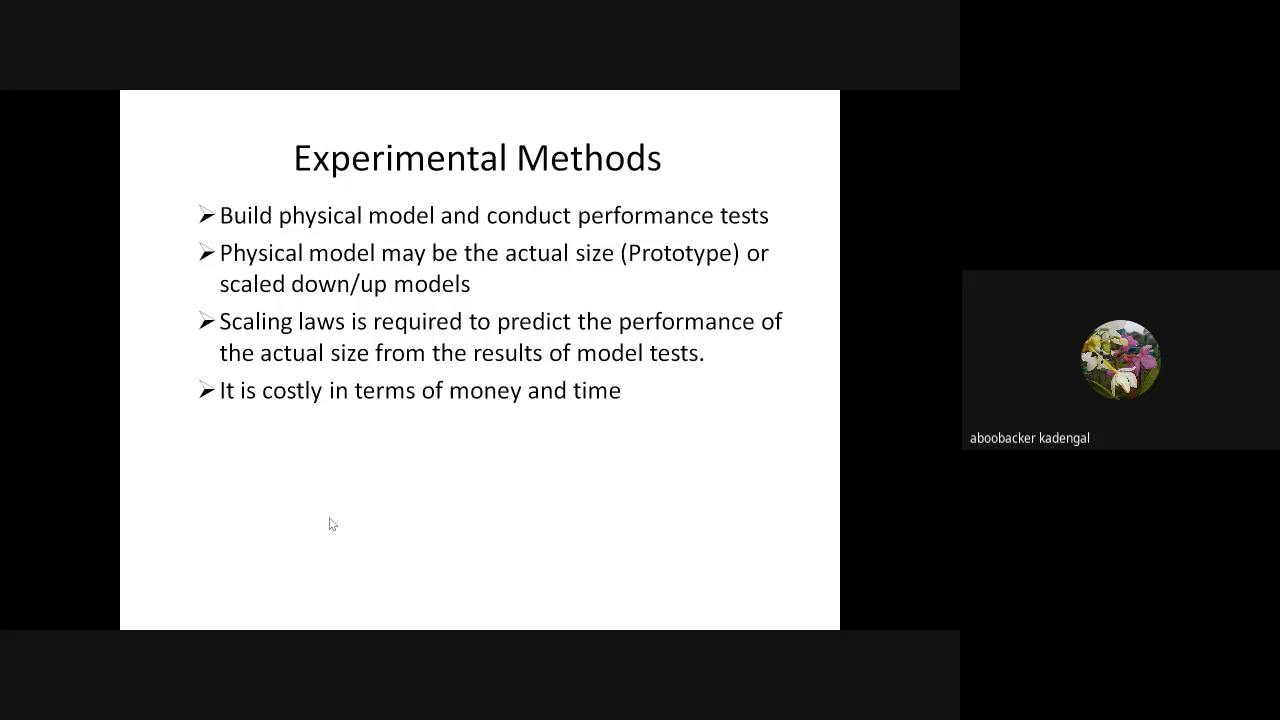 Experimental Methods
➢Build physical model and conduct performance tests
➢Physical model may be the actual size (Prototype) or
scaled down/up models
➢Scaling laws is required to predict the performance of
the actual size from the results of model tests.
➢It is costly in terms of money and time
aboobacker kadengal